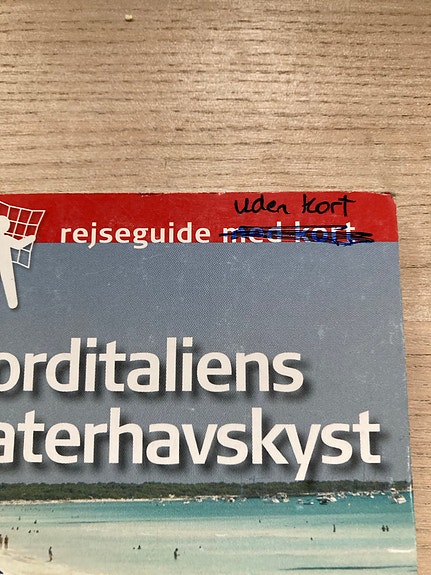 uden kort
rejseguide med kort
orditaliens
aterhavskyst